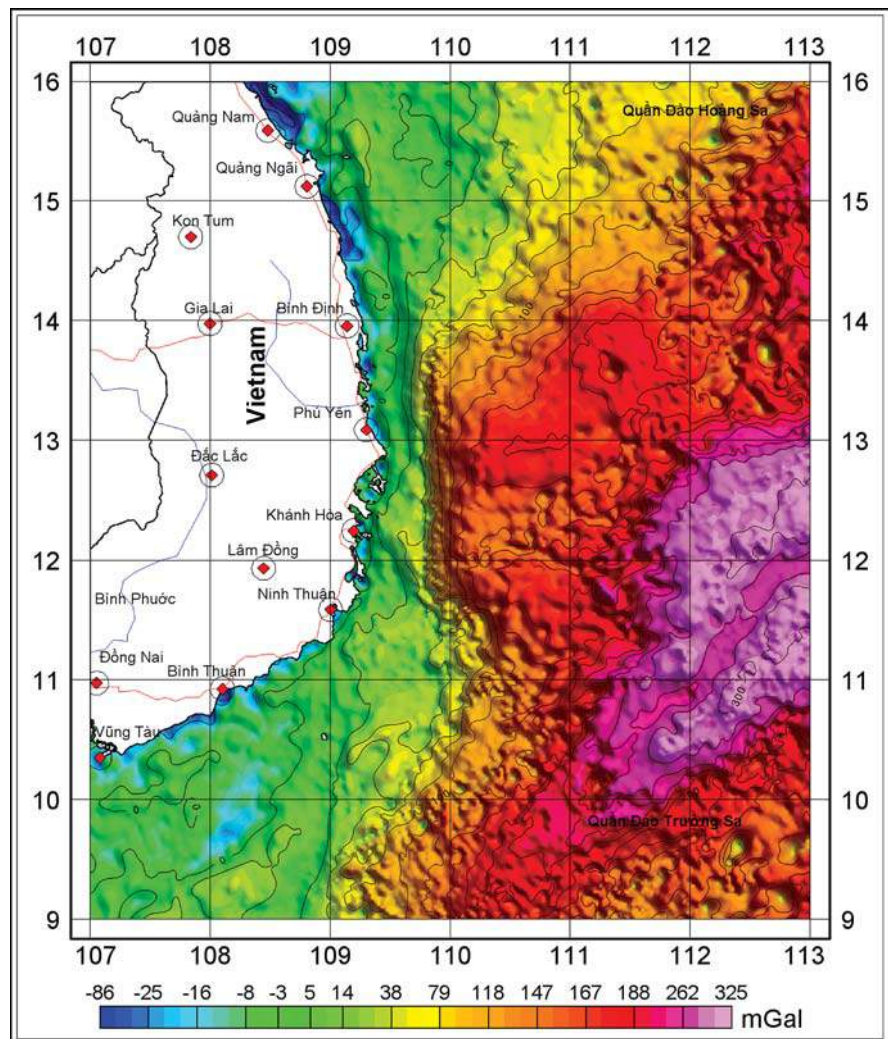 107 108 109 110 111 112 113
16 16
Quần Đảo Hoàng Sa
Quảng Nam
Quảng Ngãi
15 15
Kon Tum
Gia Lai
Bính Định
100
14 14
Vietnam
Phú Yên
13 13
Đắc Lắc
Khánh Hòa
12 12
Lâm Đồng
Ninh Thuận
Bính Phước
Đồng Nai
Bình Thuận
11 11
300
Vũng Tàu
10 10
Quần Đảo Trường Sa
9 9
107 108 109 110 111 112 113
-86 -25 -16 -8 -3 5 14 38 79 118 147 167 188 262 325
mGal